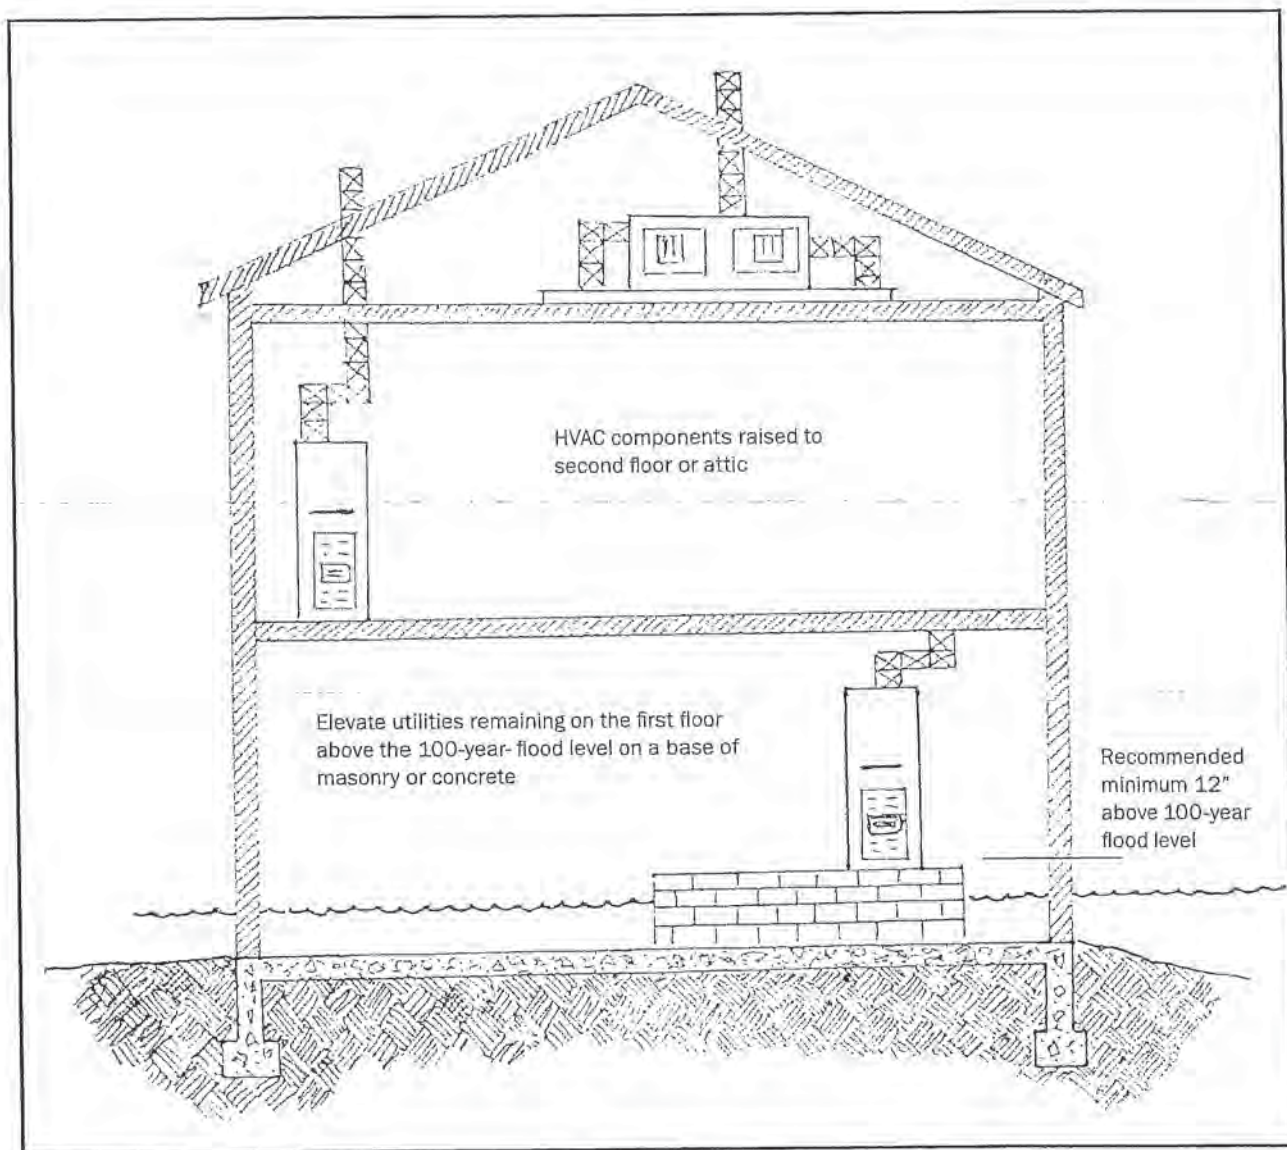 HVAC components raised to
second floor or attic
Elevate utilities remaining on the first floor
above the 100-year- flood level on a base of
masonry or concrete
Recommended
minimum 12"
above 100-year
flood level